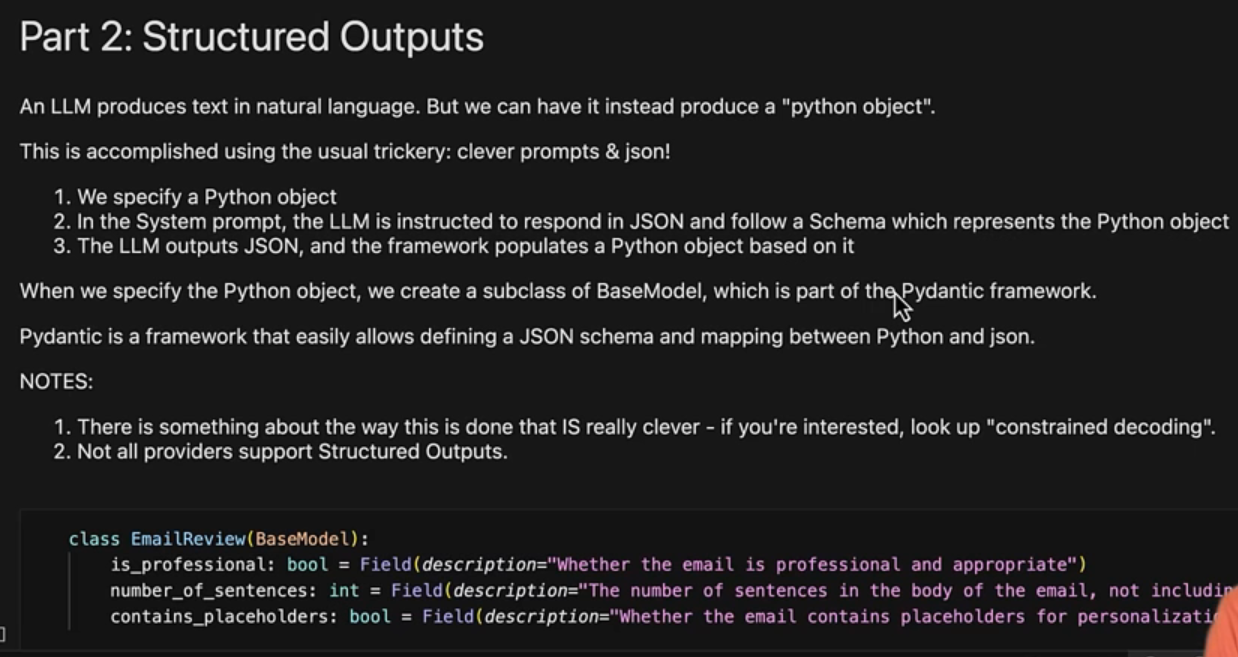 Part 2: Structured Outputs
An LLM produces text in natural language. But we can have it instead produce a "python object".
This is accomplished using the usual trickery: clever prompts & json!
1. We specify a Python object
2. In the System prompt, the LLM is instructed to respond in JSON and follow a Schema which represents the Python object
3. The LLM outputs JSON, and the framework populates a Python object based on it
When we specify the Python object, we create a subclass of BaseModel, which is part of the Pydantic framework.
Pydantic is a framework that easily allows defining a JSON schema and mapping between Python and json.
NOTES:
1. There is something about the way this is done that IS really clever - if you're interested, look up "constrained decoding".
2. Not all providers support Structured Outputs.
class EmailReview(BaseModel):
is_professional: bool = Field(description="Whether the email is professional and appropriate")
number_of_sentences: int = Field(description="The number of sentences in the body of the email, not
contains_placeholders: bool = Field(description="Whether the email contains placeholders for